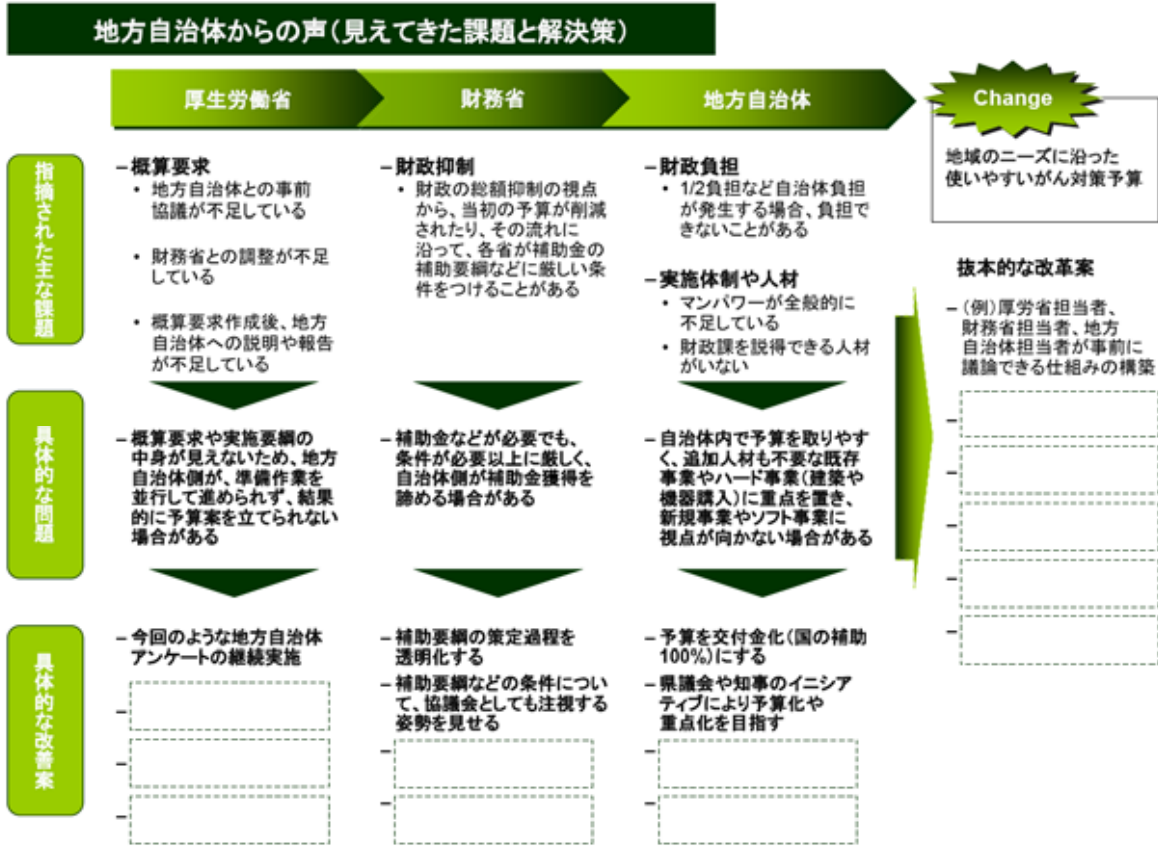 地方自治体からの声（見えてきた課題と解決策）
厚生労働省
財務省
地方自治体
Change
地域のニーズに沿った
使いやすいがん対策予算
指摘された主な課題
–概算要求
• 地方自治体との事前
協議が不足している
• 財務省との調整が不足
している
• 概算要求作成後、地方
自治体への説明や報告
が不足している
–財政抑制
• 財政の総額抑制の視点
から、当初の予算が削減
されたり、その流れに
沿って、各省が補助金の
補助要綱などに厳しい条
件をつけることがある
–財政負担
• 1/2負担など自治体負担
が発生する場合、負担で
きないことがある
–実施体制や人材
• マンパワーが全般的に
不足している
• 財政課を説得できる人材
がいない
具体的な問題
–概算要求や実施要綱の
中身が見えないため、地方
自治体側が、準備作業を
並行して進められず、結果
的に予算案を立てられない
場合がある
–補助金などが必要でも、
条件が必要以上に厳しく、
自治体側が補助金獲得を
諦める場合がある
–自治体内で予算を取りやす
く、追加人材も不要な既存
事業やハード事業（建築や
機器購入）に重点を置き、
新規事業やソフト事業に
視点が向かない場合がある
具体的な改善案
–今回のような地方自治体
アンケートの継続実施
–
–
–
–補助要綱の策定過程を
透明化する
–補助要綱などの条件につい
て、協議会としても注視する
姿勢を見せる
–
–
–予算を交付金化（国の補助
100%）にする
–県議会や知事のイニシア
ティブにより予算化や
重点化を目指す
–
–
抜本的な改革案
–（例）厚労省担当者、
財務省担当者、地方
自治体担当者が事前に
議論できる仕組みの構築
–
–
–
–
–